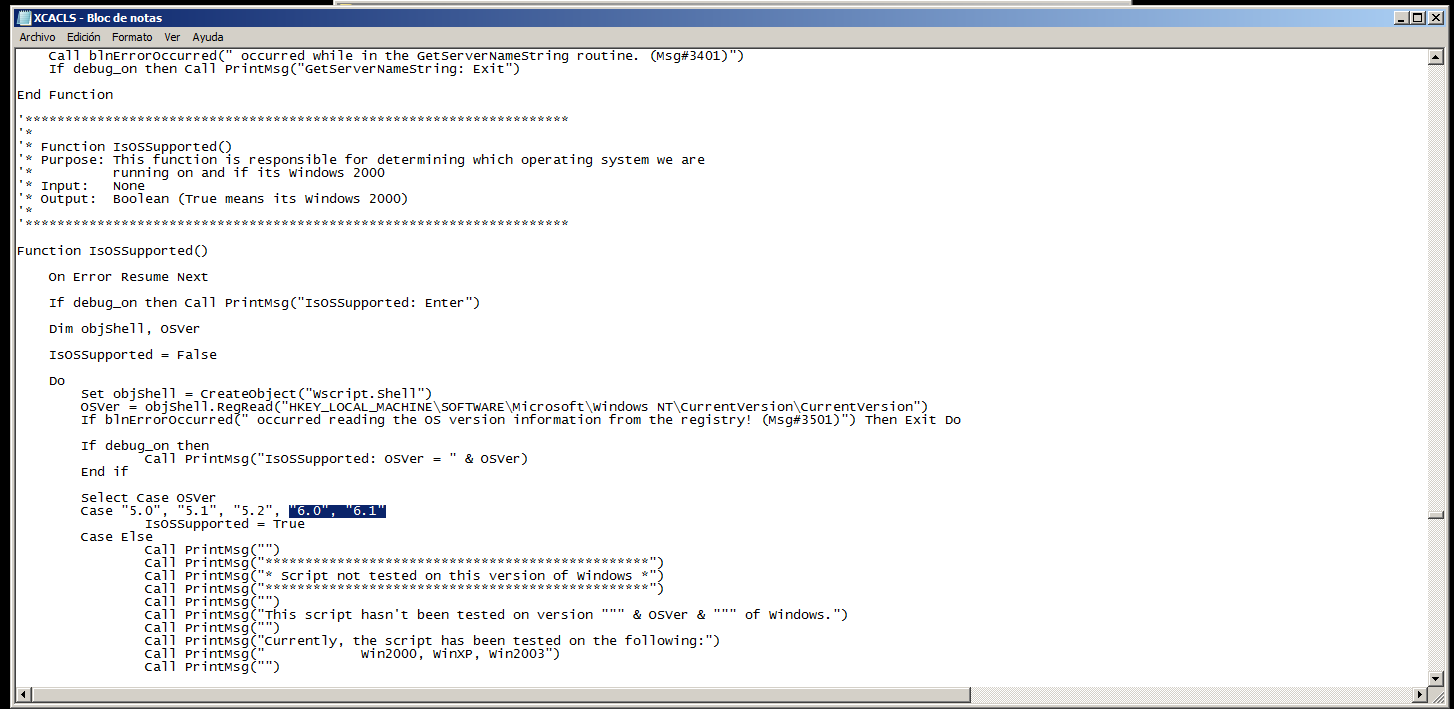 XCACLS - Bloc de notas
Archivo Edición Formato Ver Ayuda
    Call blnErrorOccurred(" occurred while in the GetServerNameString routine. (Msg#3401)")
    If debug_on then Call PrintMsg("GetServerNameString: Exit")
End Function
'********************************************************************
'*
'* Function IsOSSupported()
'* Purpose: This function is responsible for determining which operating system we are
'*          running on and if its Windows 2000
'* Input:   None
'* Output:  Boolean (True means its Windows 2000)
'*
'********************************************************************
Function IsOSSupported()
    On Error Resume Next
    If debug_on then Call PrintMsg("IsOSSupported: Enter")
    Dim objShell, OSVer
    IsOSSupported = False
    Do
        Set objShell = CreateObject("Wscript.Shell")
        OSVer = objShell.RegRead("HKEY_LOCAL_MACHINE\SOFTWARE\Microsoft\Windows NT\CurrentVersion\CurrentVersion")
        If blnErrorOccurred(" occurred reading the OS version information from the registry! (Msg#3501)") Then Exit Do
        If debug_on then
                Call PrintMsg("IsOSSupported: OSVer = " & OSVer)
        End if
        Select Case OSVer
        Case "5.0", "5.1", "5.2", "6.0", "6.1"
                IsOSSupported = True
        Case Else
                Call PrintMsg("")
                Call PrintMsg("************************************************")
                Call PrintMsg("* Script not tested on this version of Windows *")
                Call PrintMsg("************************************************")
                Call PrintMsg("")
                Call PrintMsg("This script hasn't been tested on version """ & OSVer & """ of Windows.")
                Call PrintMsg("")
                Call PrintMsg("Currently, the script has been tested on the following:")
                Call PrintMsg("            Win2000, WinXP, Win2003")
                Call PrintMsg("")